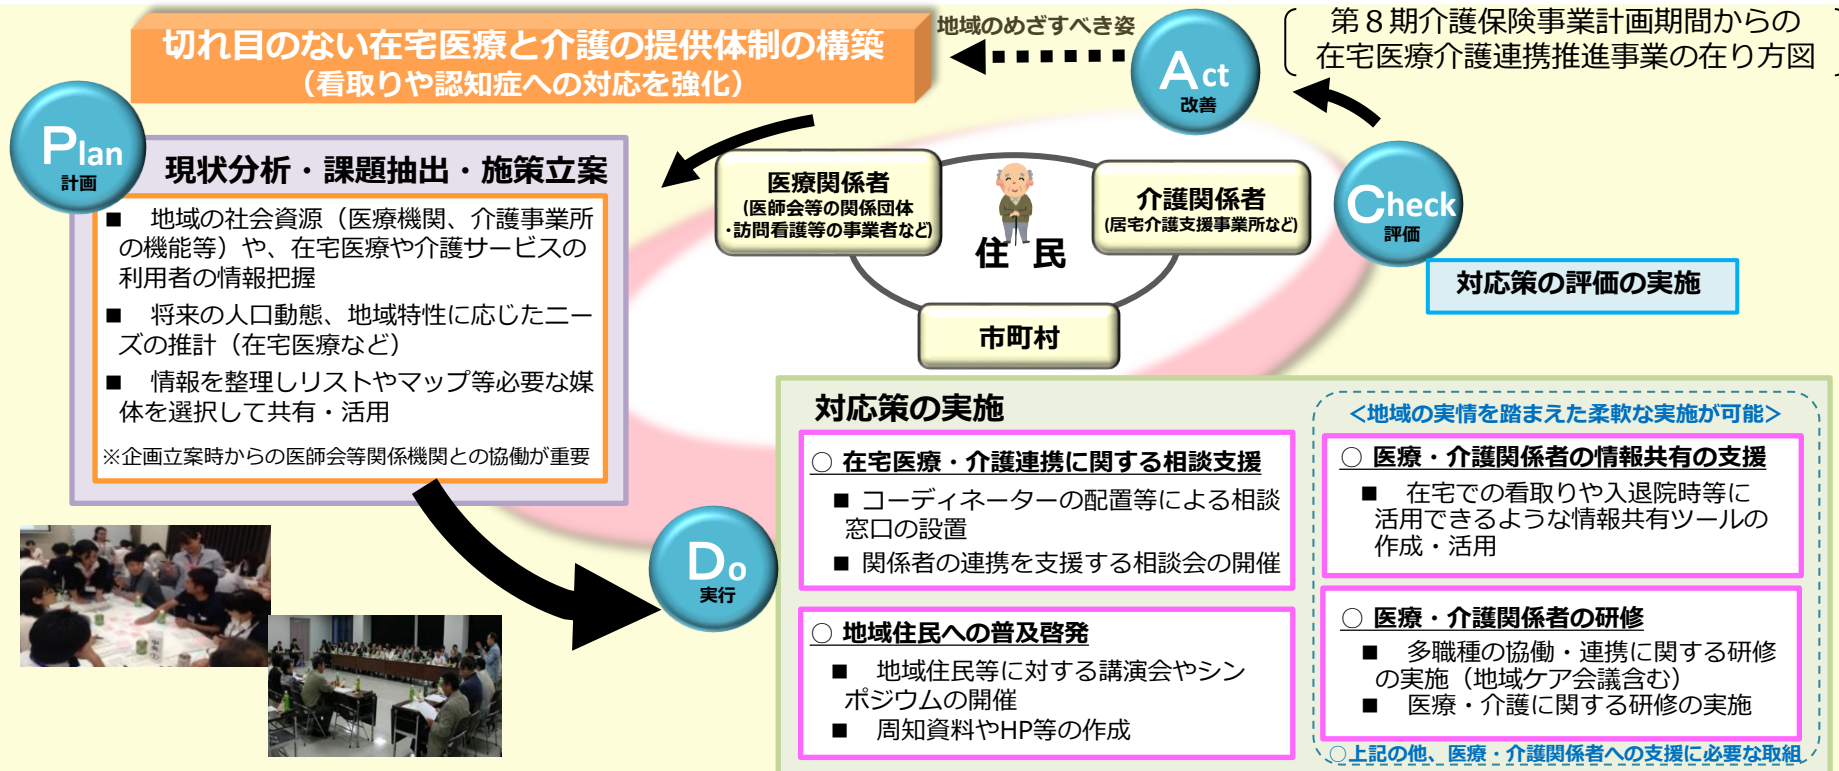 切れ目のない在宅医療と介護の提供体制の構築
（看取りや認知症への対応を強化）
地域のめざすべき姿
Act
改善
第８期介護保険事業計画期間からの
在宅医療介護連携推進事業の在り方図
Plan
計画
現状分析・課題抽出・施策立案
■ 地域の社会資源（医療機関、介護事業所
の機能等）や、在宅医療や介護サービスの
利用者の情報把握
■ 将来の人口動態、地域特性に応じたニー
ズの推計（在宅医療など）
■ 情報を整理しリストやマップ等必要な媒
体を選択して共有・活用
※企画立案時からの医師会等関係機関との協働が重要
医療関係者
(医師会等の関係団体
・訪問看護等の事業者など)
住 民
介護関係者
(居宅介護支援事業所など)
市町村
Check
評価
対応策の評価の実施
Do
実行
対応策の実施
○ 在宅医療・介護連携に関する相談支援
■ コーディネーターの配置等による相談
窓口の設置
■ 関係者の連携を支援する相談会の開催
○ 地域住民への普及啓発
■ 地域住民等に対する講演会やシン
ポジウムの開催
■ 周知資料やHP等の作成
＜地域の実情を踏まえた柔軟な実施が可能＞
○ 医療・介護関係者の情報共有の支援
■ 在宅での看取りや入退院時等に
活用できるような情報共有ツールの
作成・活用
○ 医療・介護関係者の研修
■ 多職種の協働・連携に関する研修
の実施（地域ケア会議含む）
■ 医療・介護に関する研修の実施
○上記の他、医療・介護関係者への支援に必要な取組